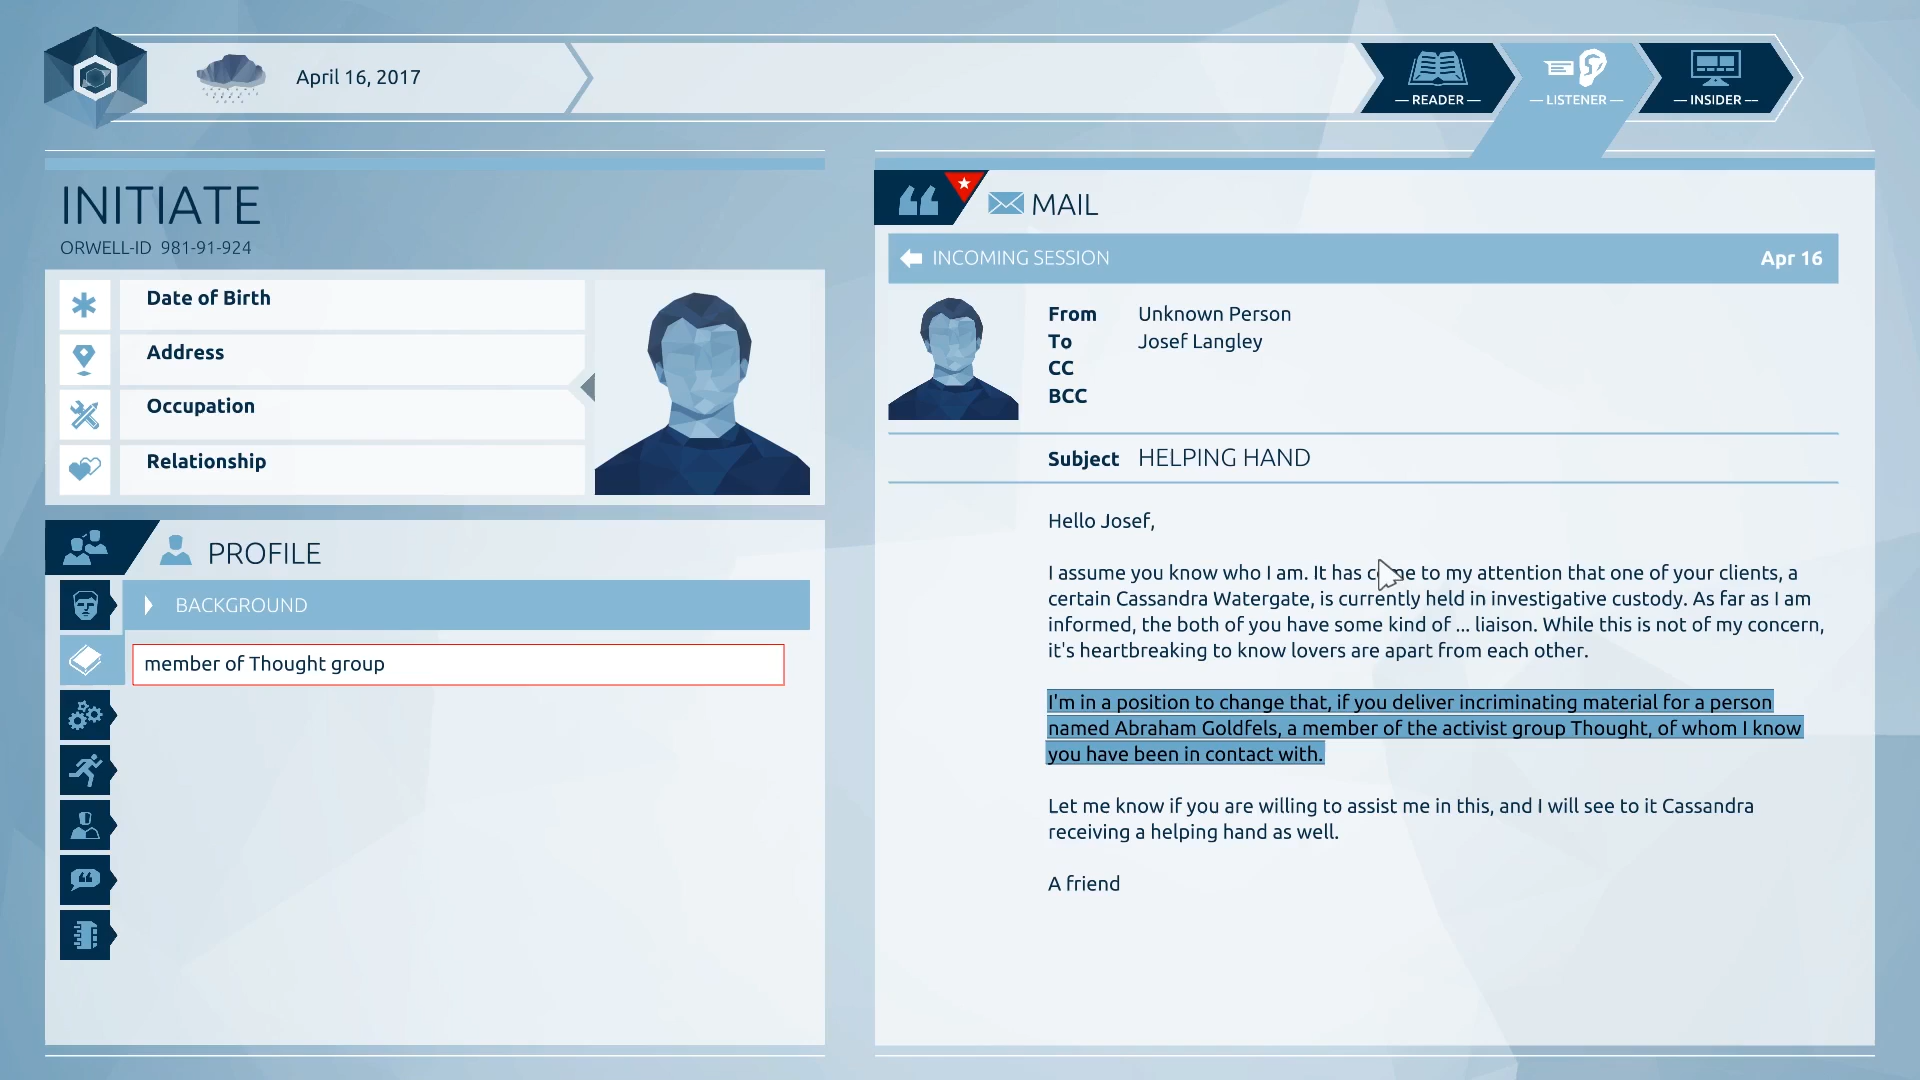 April 16, 2017
— READER —
— LISTENER —
— INSIDER —
INITIATE
ORWELL-ID 981-91-924
Date of Birth
Address
Occupation
Relationship
PROFILE
BACKGROUND
member of Thought group
MAIL
INCOMING SESSION Apr 16
From Unknown Person
To Josef Langley
CC
BCC
Subject HELPING HAND
Hello Josef,
I assume you know who I am. It has come to my attention that one of your clients, a
certain Cassandra Watergate, is currently held in investigative custody. As far as I am
informed, the both of you have some kind of ... liaison. While this is not of my concern,
it's heartbreaking to know lovers are apart from each other.
I'm in a position to change that, if you deliver incriminating material for a person
named Abraham Goldfels, a member of the activist group Thought, of whom I know
you have been in contact with.
Let me know if you are willing to assist me in this, and I will see to it Cassandra
receiving a helping hand as well.
A friend